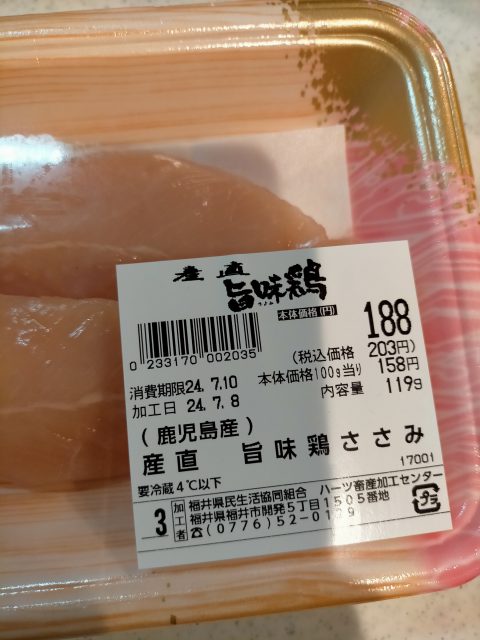 産直
旨味鶏
本体価格(円) 188
(税込価格 203円)
本体価格100g当り 158円
内容量 119g
0 233170 002035
消費期限24.7.10
加工日 24.7.8
(鹿児島産)
産直 旨味鶏ささみ
17001
要冷蔵4℃以下
3 加工者 福井県民生活協同組合 ハーツ畜産加工センター
福井県福井市開発5丁目1505番地
☎(0776)52-0179
プラ